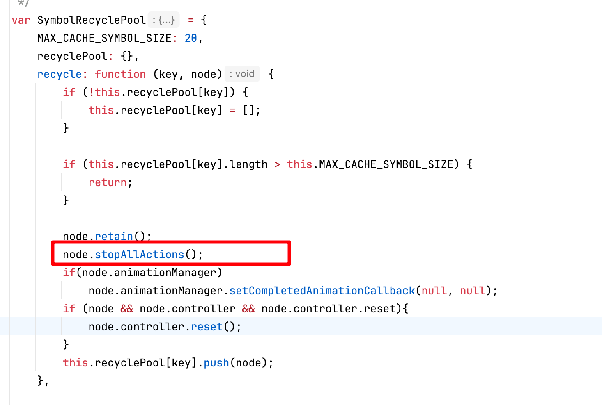 */
var SymbolRecyclePool : {...} = {
MAX_CACHE_SYMBOL_SIZE: 20,
recyclePool: {},
recycle: function (key, node) : void {
if (!this.recyclePool[key]) {
this.recyclePool[key] = [];
}
if (this.recyclePool[key].length > this.MAX_CACHE_SYMBOL_SIZE) {
return;
}
node.retain();
node.stopAllActions();
if(node.animationManager)
node.animationManager.setCompletedAnimationCallback(null, null);
if (node && node.controller && node.controller.reset){
node.controller.reset();
}
this.recyclePool[key].push(node);
},